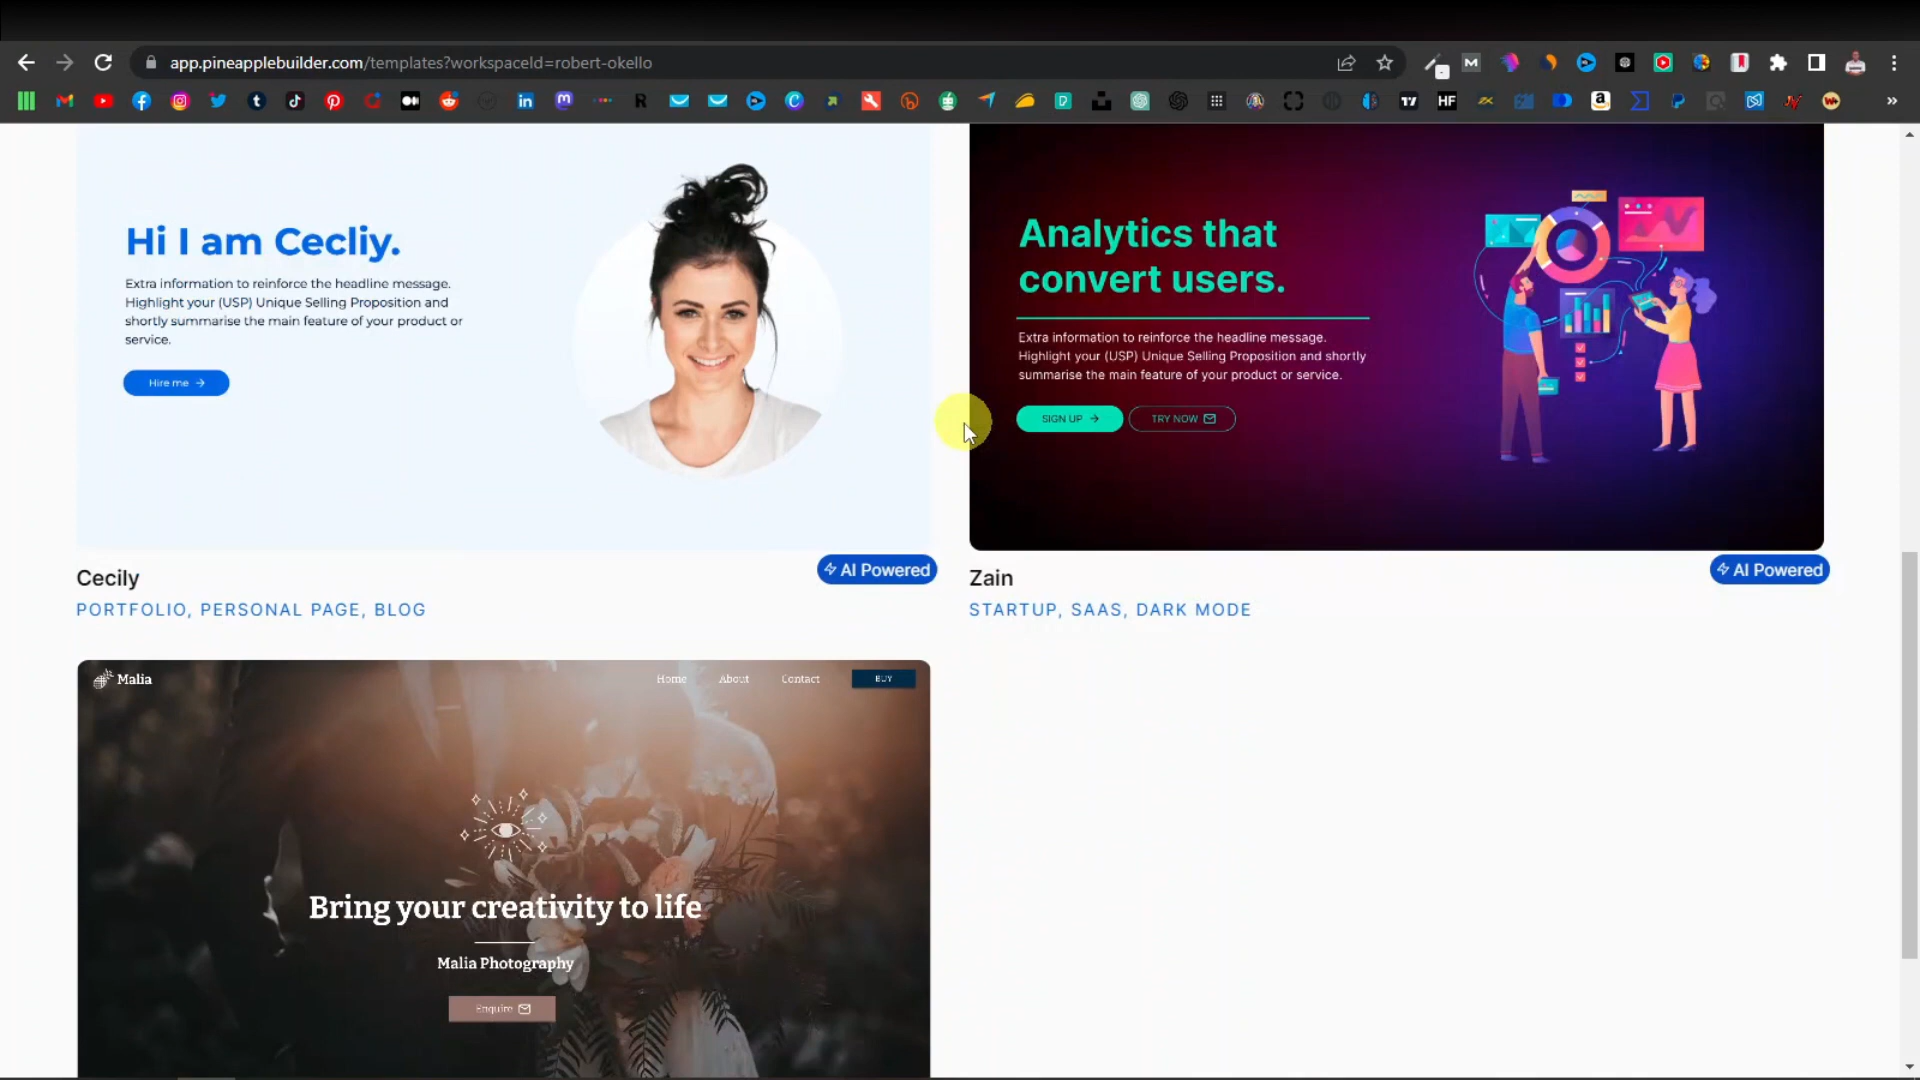 app.pineapplebuilder.com/templates?workspaceId=robert-okello
Hi I am Cecliy.
Extra information to reinforce the headline message.
Highlight your (USP) Unique Selling Proposition and
shortly summarise the main feature of your product or
service.
Hire me
Analytics that
convert users.
Extra information to reinforce the headline message.
Highlight your (USP) Unique Selling Proposition and shortly
summarise the main feature of your product or service.
SIGN UP
TRY NOW
Cecily
AI Powered
PORTFOLIO, PERSONAL PAGE, BLOG
Zain
AI Powered
STARTUP, SAAS, DARK MODE
Malia
Home
About
Contact
BUY
Bring your creativity to life
Malia Photography
Enquire